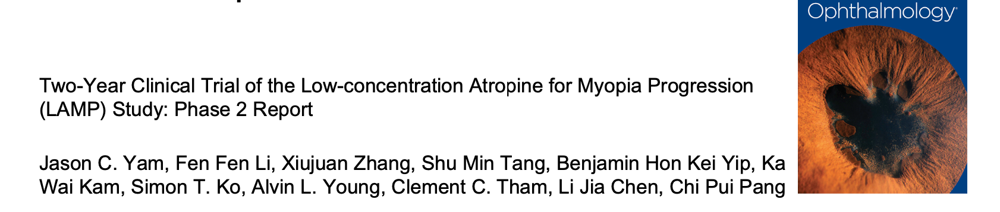 Ophthalmology
Two-Year Clinical Trial of the Low-concentration Atropine for Myopia Progression
(LAMP) Study: Phase 2 Report
Jason C. Yam, Fen Fen Li, Xiujuan Zhang, Shu Min Tang, Benjamin Hon Kei Yip, Ka
Wai Kam, Simon T. Ko, Alvin L. Young, Clement C. Tham, Li Jia Chen, Chi Pui Pang